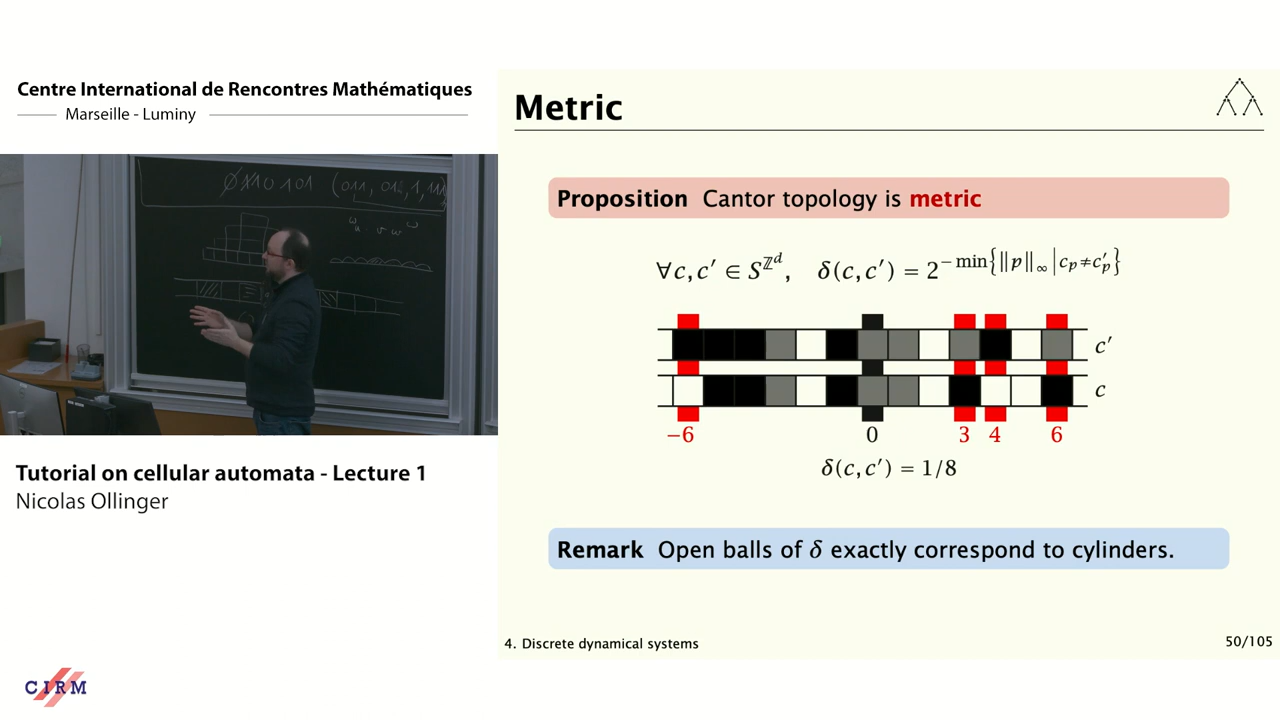 Centre International de Rencontres Mathématiques
Marseille - Luminy
Tutorial on cellular automata - Lecture 1
Nicolas Ollinger
CIRM
Metric
Proposition Cantor topology is metric
∀c, c′ ∈ S^{ℤ^d}, δ(c, c′) = 2^{− min{‖p‖_∞ | c_p ≠ c′_p}}
c′
c
−6 0 3 4 6
δ(c, c′) = 1/8
Remark Open balls of δ exactly correspond to cylinders.
4. Discrete dynamical systems
50/105